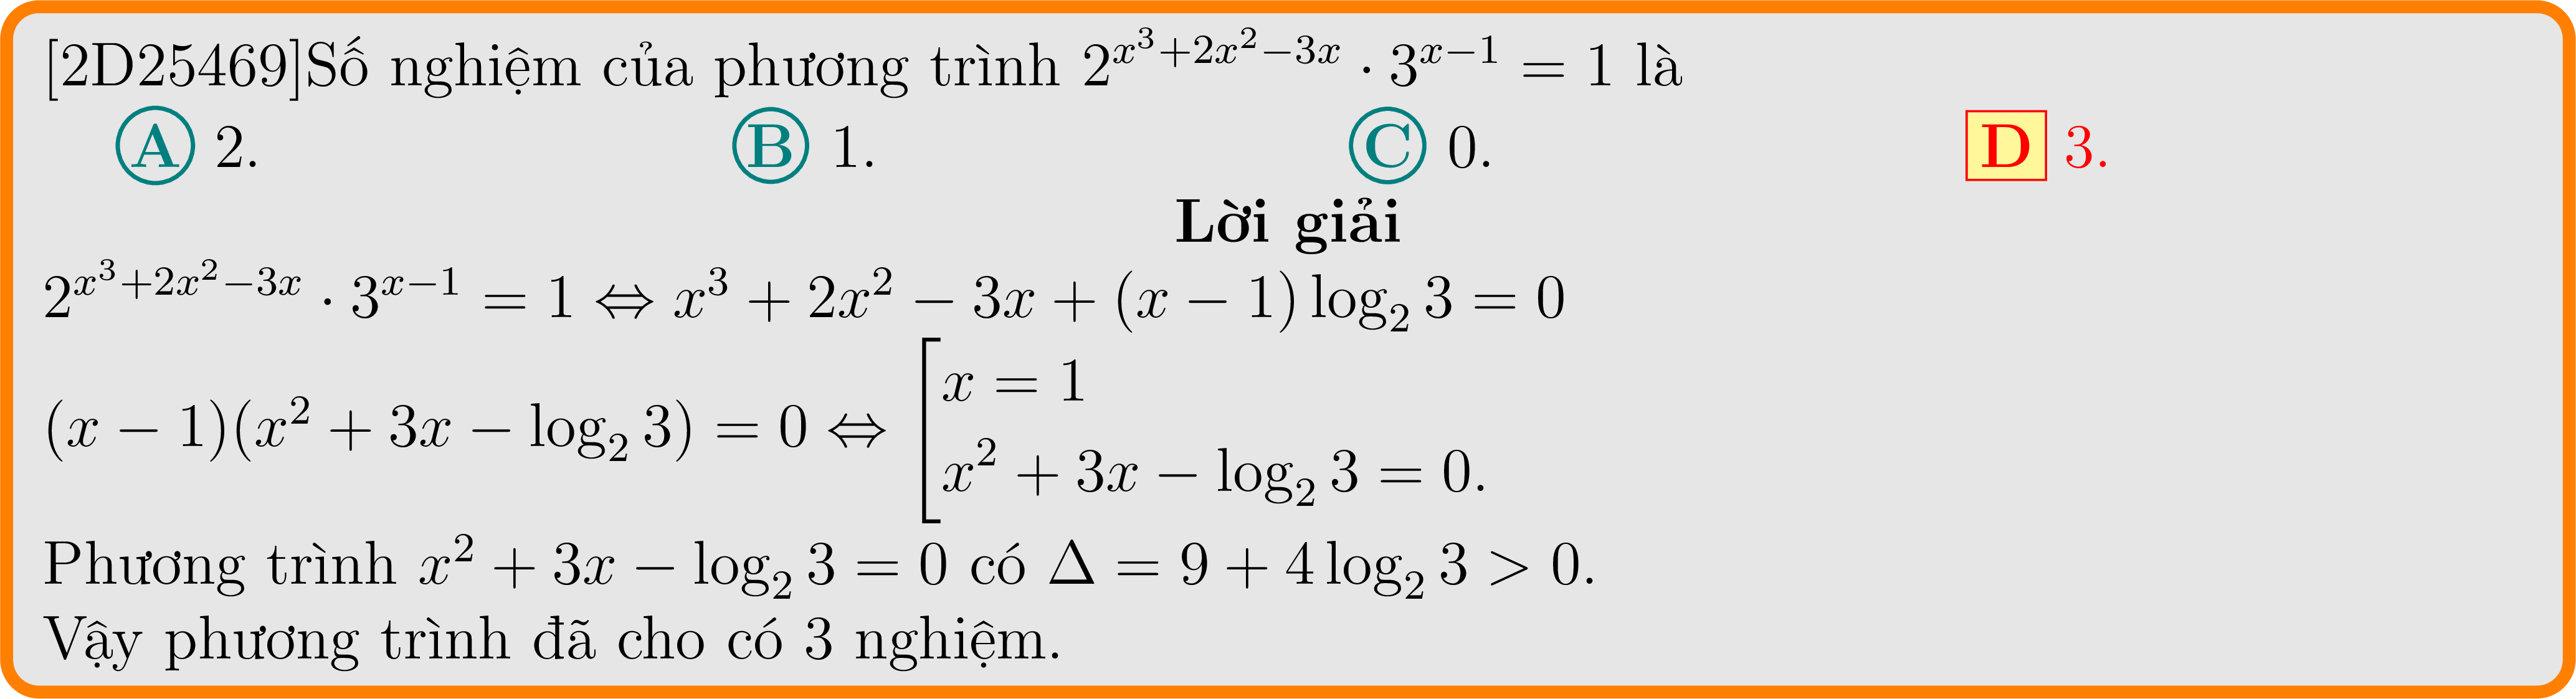 [2D25469]Số nghiệm của phương trình $2^{x^3+2x^2-3x} \cdot 3^{x-1} = 1$ là
A 2. B 1. C 0. D 3.
Lời giải
$2^{x^3+2x^2-3x} \cdot 3^{x-1} = 1 \Leftrightarrow x^3 + 2x^2 - 3x + (x-1)\log_2 3 = 0$
$(x-1)(x^2+3x-\log_2 3) = 0 \Leftrightarrow \left[\begin{array}{l} x = 1 \\ x^2+3x-\log_2 3 = 0. \end{array}\right.$
Phương trình $x^2+3x-\log_2 3 = 0$ có $\Delta = 9 + 4\log_2 3 > 0.$
Vậy phương trình đã cho có 3 nghiệm.